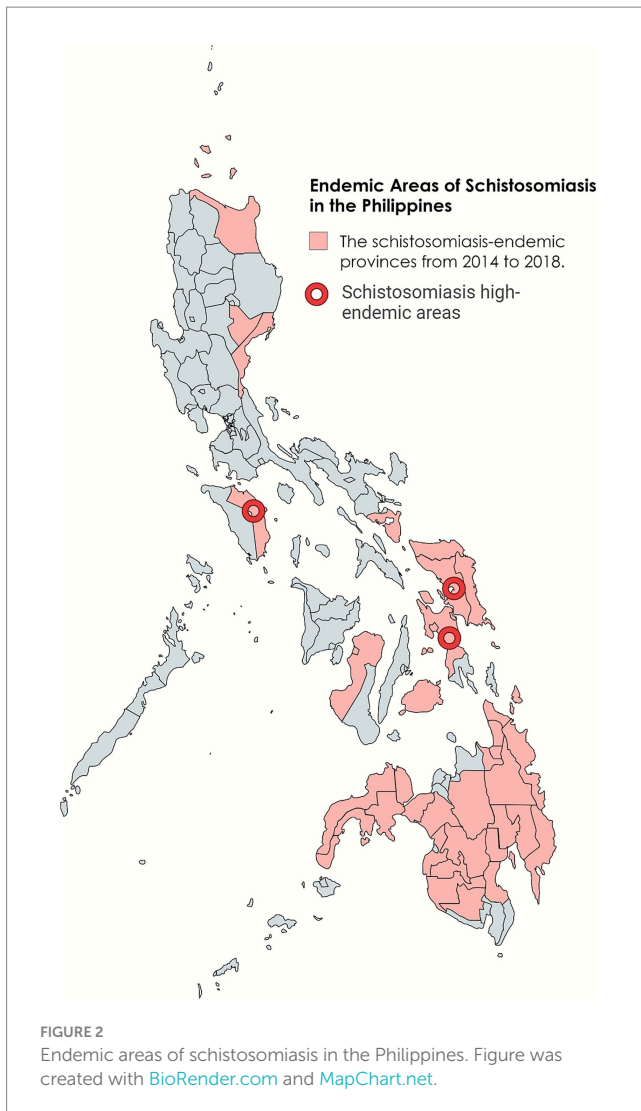 Endemic Areas of Schistosomiasis
in the Philippines
The schistosomiasis-endemic
provinces from 2014 to 2018.
Schistosomiasis high-
endemic areas
FIGURE 2
Endemic areas of schistosomiasis in the Philippines. Figure was
created with BioRender.com and MapChart.net.